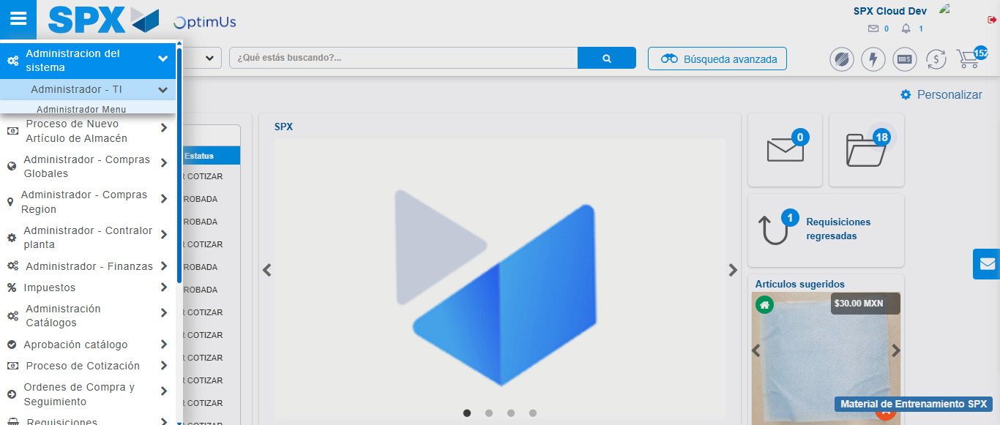 SPX
OptimUs
SPX Cloud Dev
0
1
Administracion del
sistema
¿Qué estás buscando?...
Búsqueda avanzada
152
Administrador - TI
Administrador Menu
Personalizar
Proceso de Nuevo
Artículo de Almacén
Administrador - Compras
Globales
Administrador - Compras
Region
Administrador - Contralor
planta
Administrador - Finanzas
Impuestos
Administración
Catálogos
Aprobación catálogo
Proceso de Cotización
Ordenes de Compra y
Seguimiento
Requisiciones
Estatus
COTIZAR
ROBADA
ROBADA
COTIZAR
ROBADA
ROBADA
COTIZAR
COTIZAR
COTIZAR
COTIZAR
COTIZAR
COTIZAR
SPX
0
18
1
Requisiciones
regresadas
Artículos sugeridos
$30.00 MXN
Material de Entrenamiento SPX